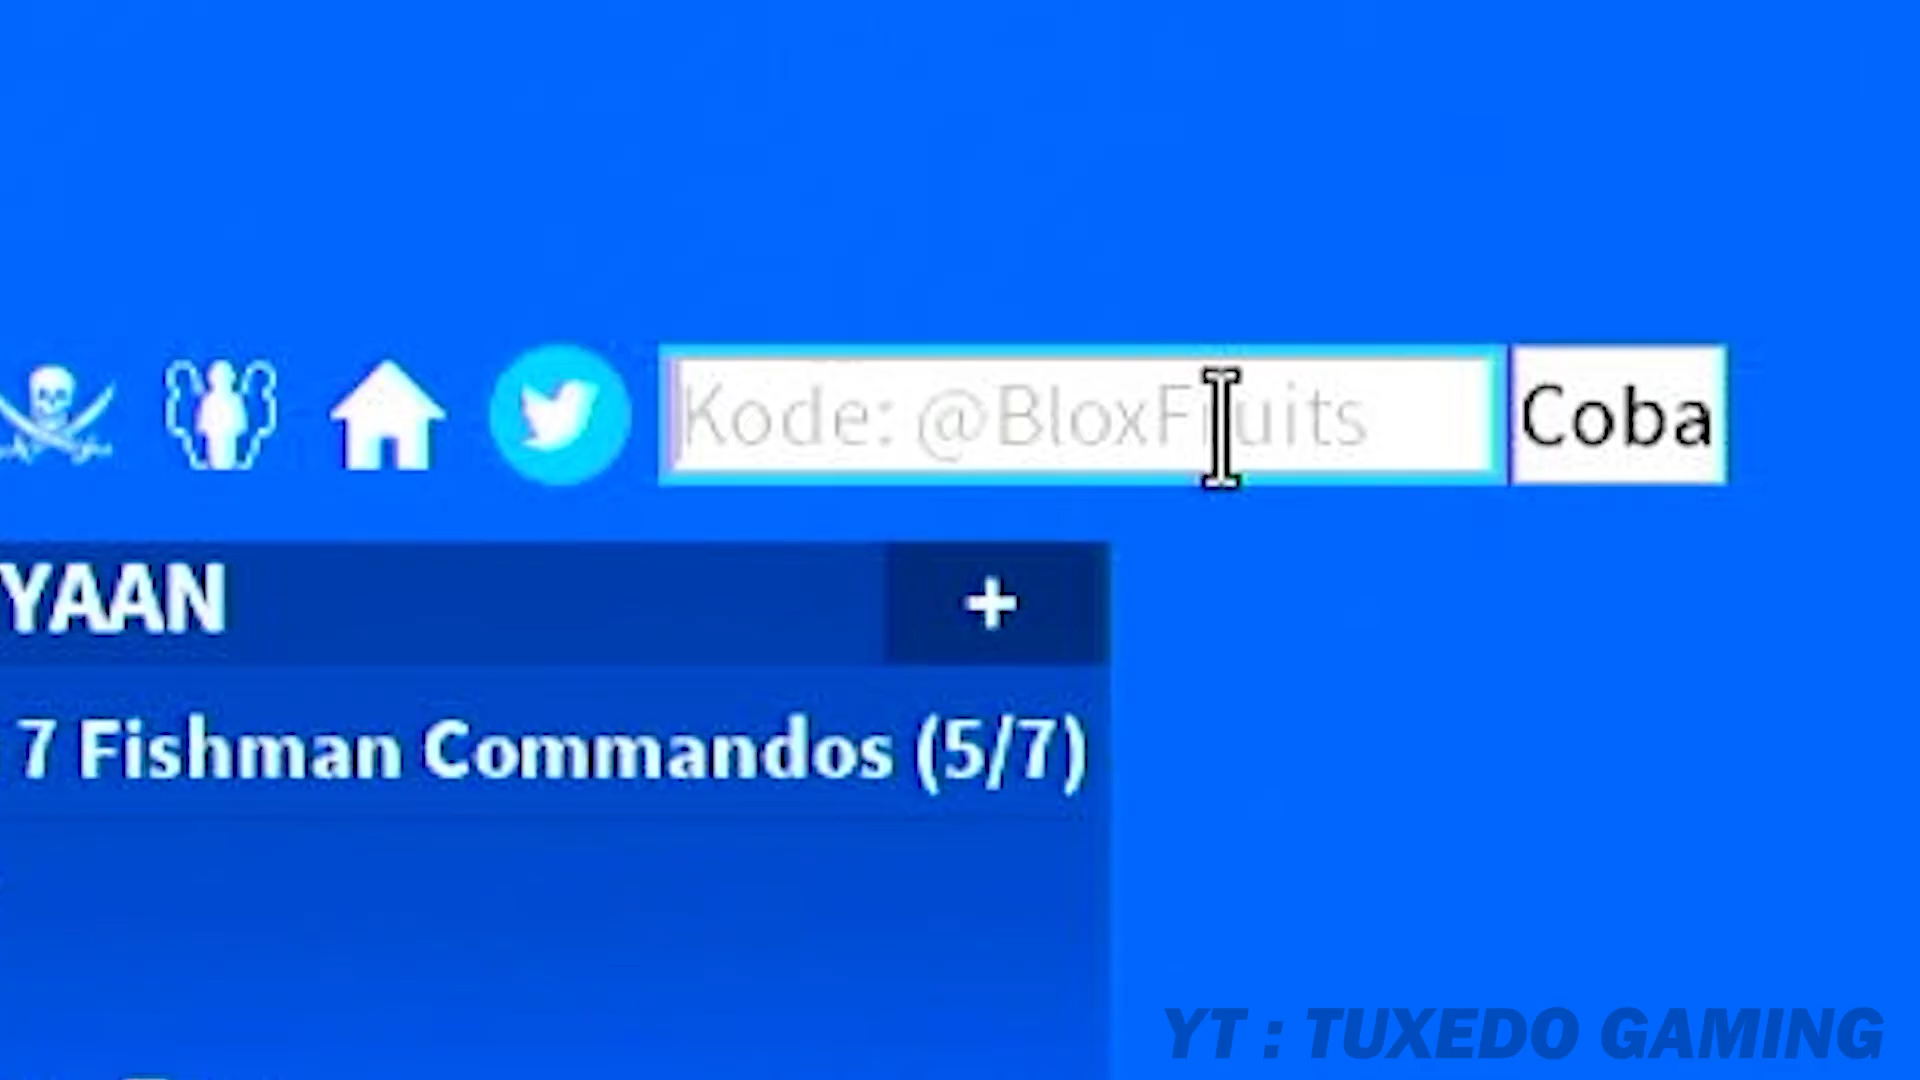 Kode: @BloxFruits
Coba
YAAN
+
7 Fishman Commandos (5/7)
YT : TUXEDO GAMING